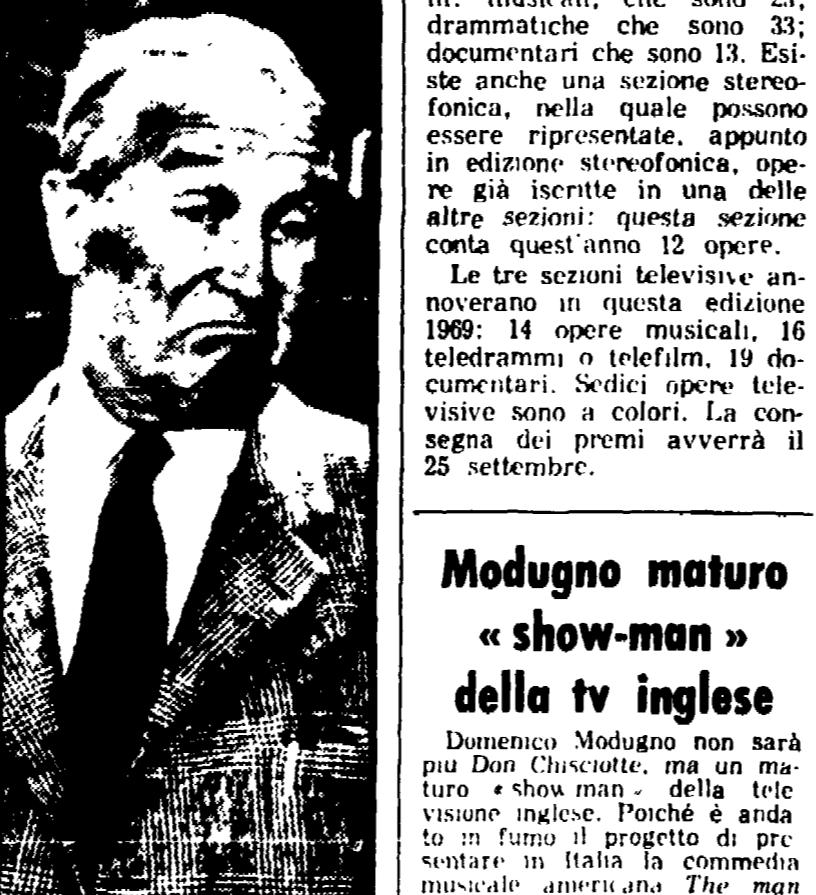 musicali, che sono 23;
drammatiche che sono 33;
documentari che sono 13. Esi-
ste anche una sezione stereo-
fonica, nella quale possono
essere ripresentate, appunto
in edizione stereofonica, ope-
re già iscritte in una delle
altre sezioni: questa sezione
conta quest'anno 12 opere.
Le tre sezioni televisive an-
noverano in questa edizione
1969: 14 opere musicali, 16
teledrammi o telefilm, 19 do-
cumentari. Sedici opere tele-
visive sono a colori. La con-
segna dei premi avverrà il
25 settembre.
Modugno maturo
« show-man »
della tv inglese
Domenico Modugno non sarà
più Don Chisciotte, ma un ma-
turo « show man » della tele
visione inglese. Poiché è anda
to in fumo il progetto di pre
sentare in Italia la commedia
musicale americana The man